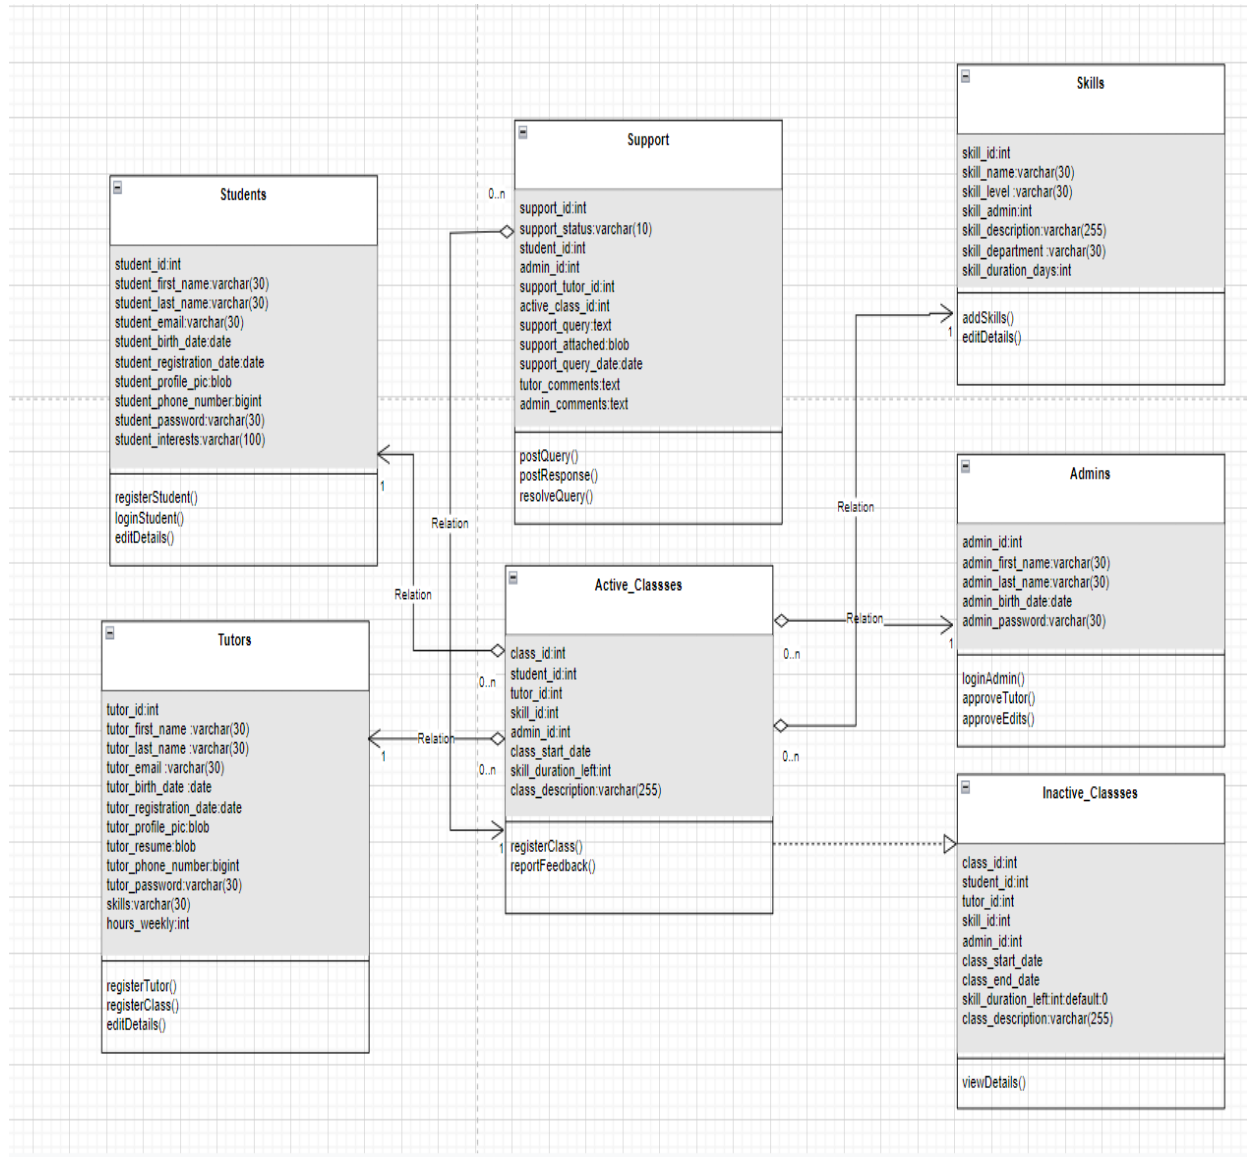 Skills
skill_id:int
skill_name:varchar(30)
skill_level :varchar(30)
skill_admin:int
skill_description:varchar(255)
skill_department :varchar(30)
skill_duration_days:int
addSkills()
editDetails()
Support
support_id:int
support_status:varchar(10)
student_id:int
admin_id:int
support_tutor_id:int
active_class_id:int
support_query:text
support_attached:blob
support_query_date:date
tutor_comments:text
admin_comments:text
postQuery()
postResponse()
resolveQuery()
Students
student_id:int
student_first_name:varchar(30)
student_last_name:varchar(30)
student_email:varchar(30)
student_birth_date:date
student_registration_date:date
student_profile_pic:blob
student_phone_number:bigint
student_password:varchar(30)
student_interests:varchar(100)
registerStudent()
loginStudent()
editDetails()
0..n
1
1
Relation
Relation
Relation
Admins
admin_id:int
admin_first_name:varchar(30)
admin_last_name:varchar(30)
admin_birth_date:date
admin_password:varchar(30)
loginAdmin()
approveTutor()
approveEdits()
Active_Classses
class_id:int
student_id:int
tutor_id:int
skill_id:int
admin_id:int
class_start_date
skill_duration_left:int
class_description:varchar(255)
registerClass()
reportFeedback()
Relation
1
0..n
0..n
Relation
1
0..n
0..n
1
Tutors
tutor_id:int
tutor_first_name :varchar(30)
tutor_last_name :varchar(30)
tutor_email :varchar(30)
tutor_birth_date :date
tutor_registration_date:date
tutor_profile_pic:blob
tutor_resume:blob
tutor_phone_number:bigint
tutor_password:varchar(30)
skills:varchar(30)
hours_weekly:int
registerTutor()
registerClass()
editDetails()
Inactive_Classses
class_id:int
student_id:int
tutor_id:int
skill_id:int
admin_id:int
class_start_date
class_end_date
skill_duration_left:int:default:0
class_description:varchar(255)
viewDetails()